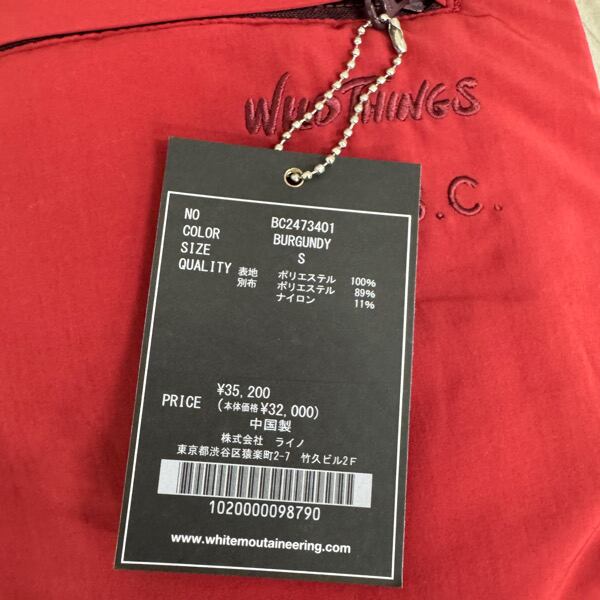 WILDTHINGS
.C.
NO BC2473401
COLOR BURGUNDY
SIZE S
QUALITY 表地 ポリエステル 100%
別布 ポリエステル 89%
ナイロン 11%
¥35,200
PRICE (本体価格¥32,000)
中国製
株式会社 ライノ
東京都渋谷区猿楽町2-7 竹久ビル2F
1020000098790
www.whitemoutaineering.com